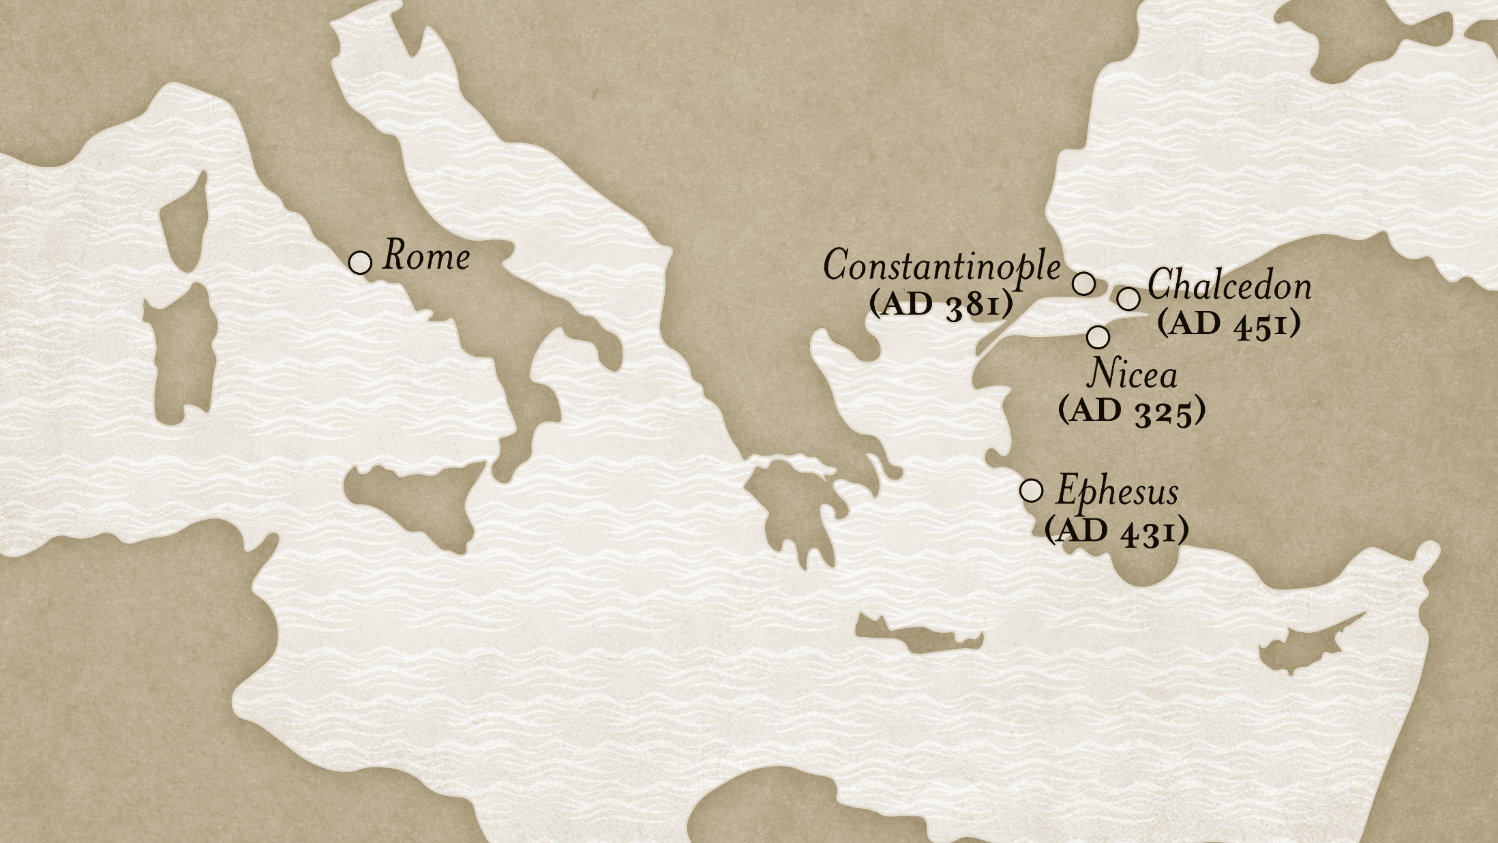 Rome
Constantinople
(AD 381)
Chalcedon
(AD 451)
Nicea
(AD 325)
Ephesus
(AD 431)